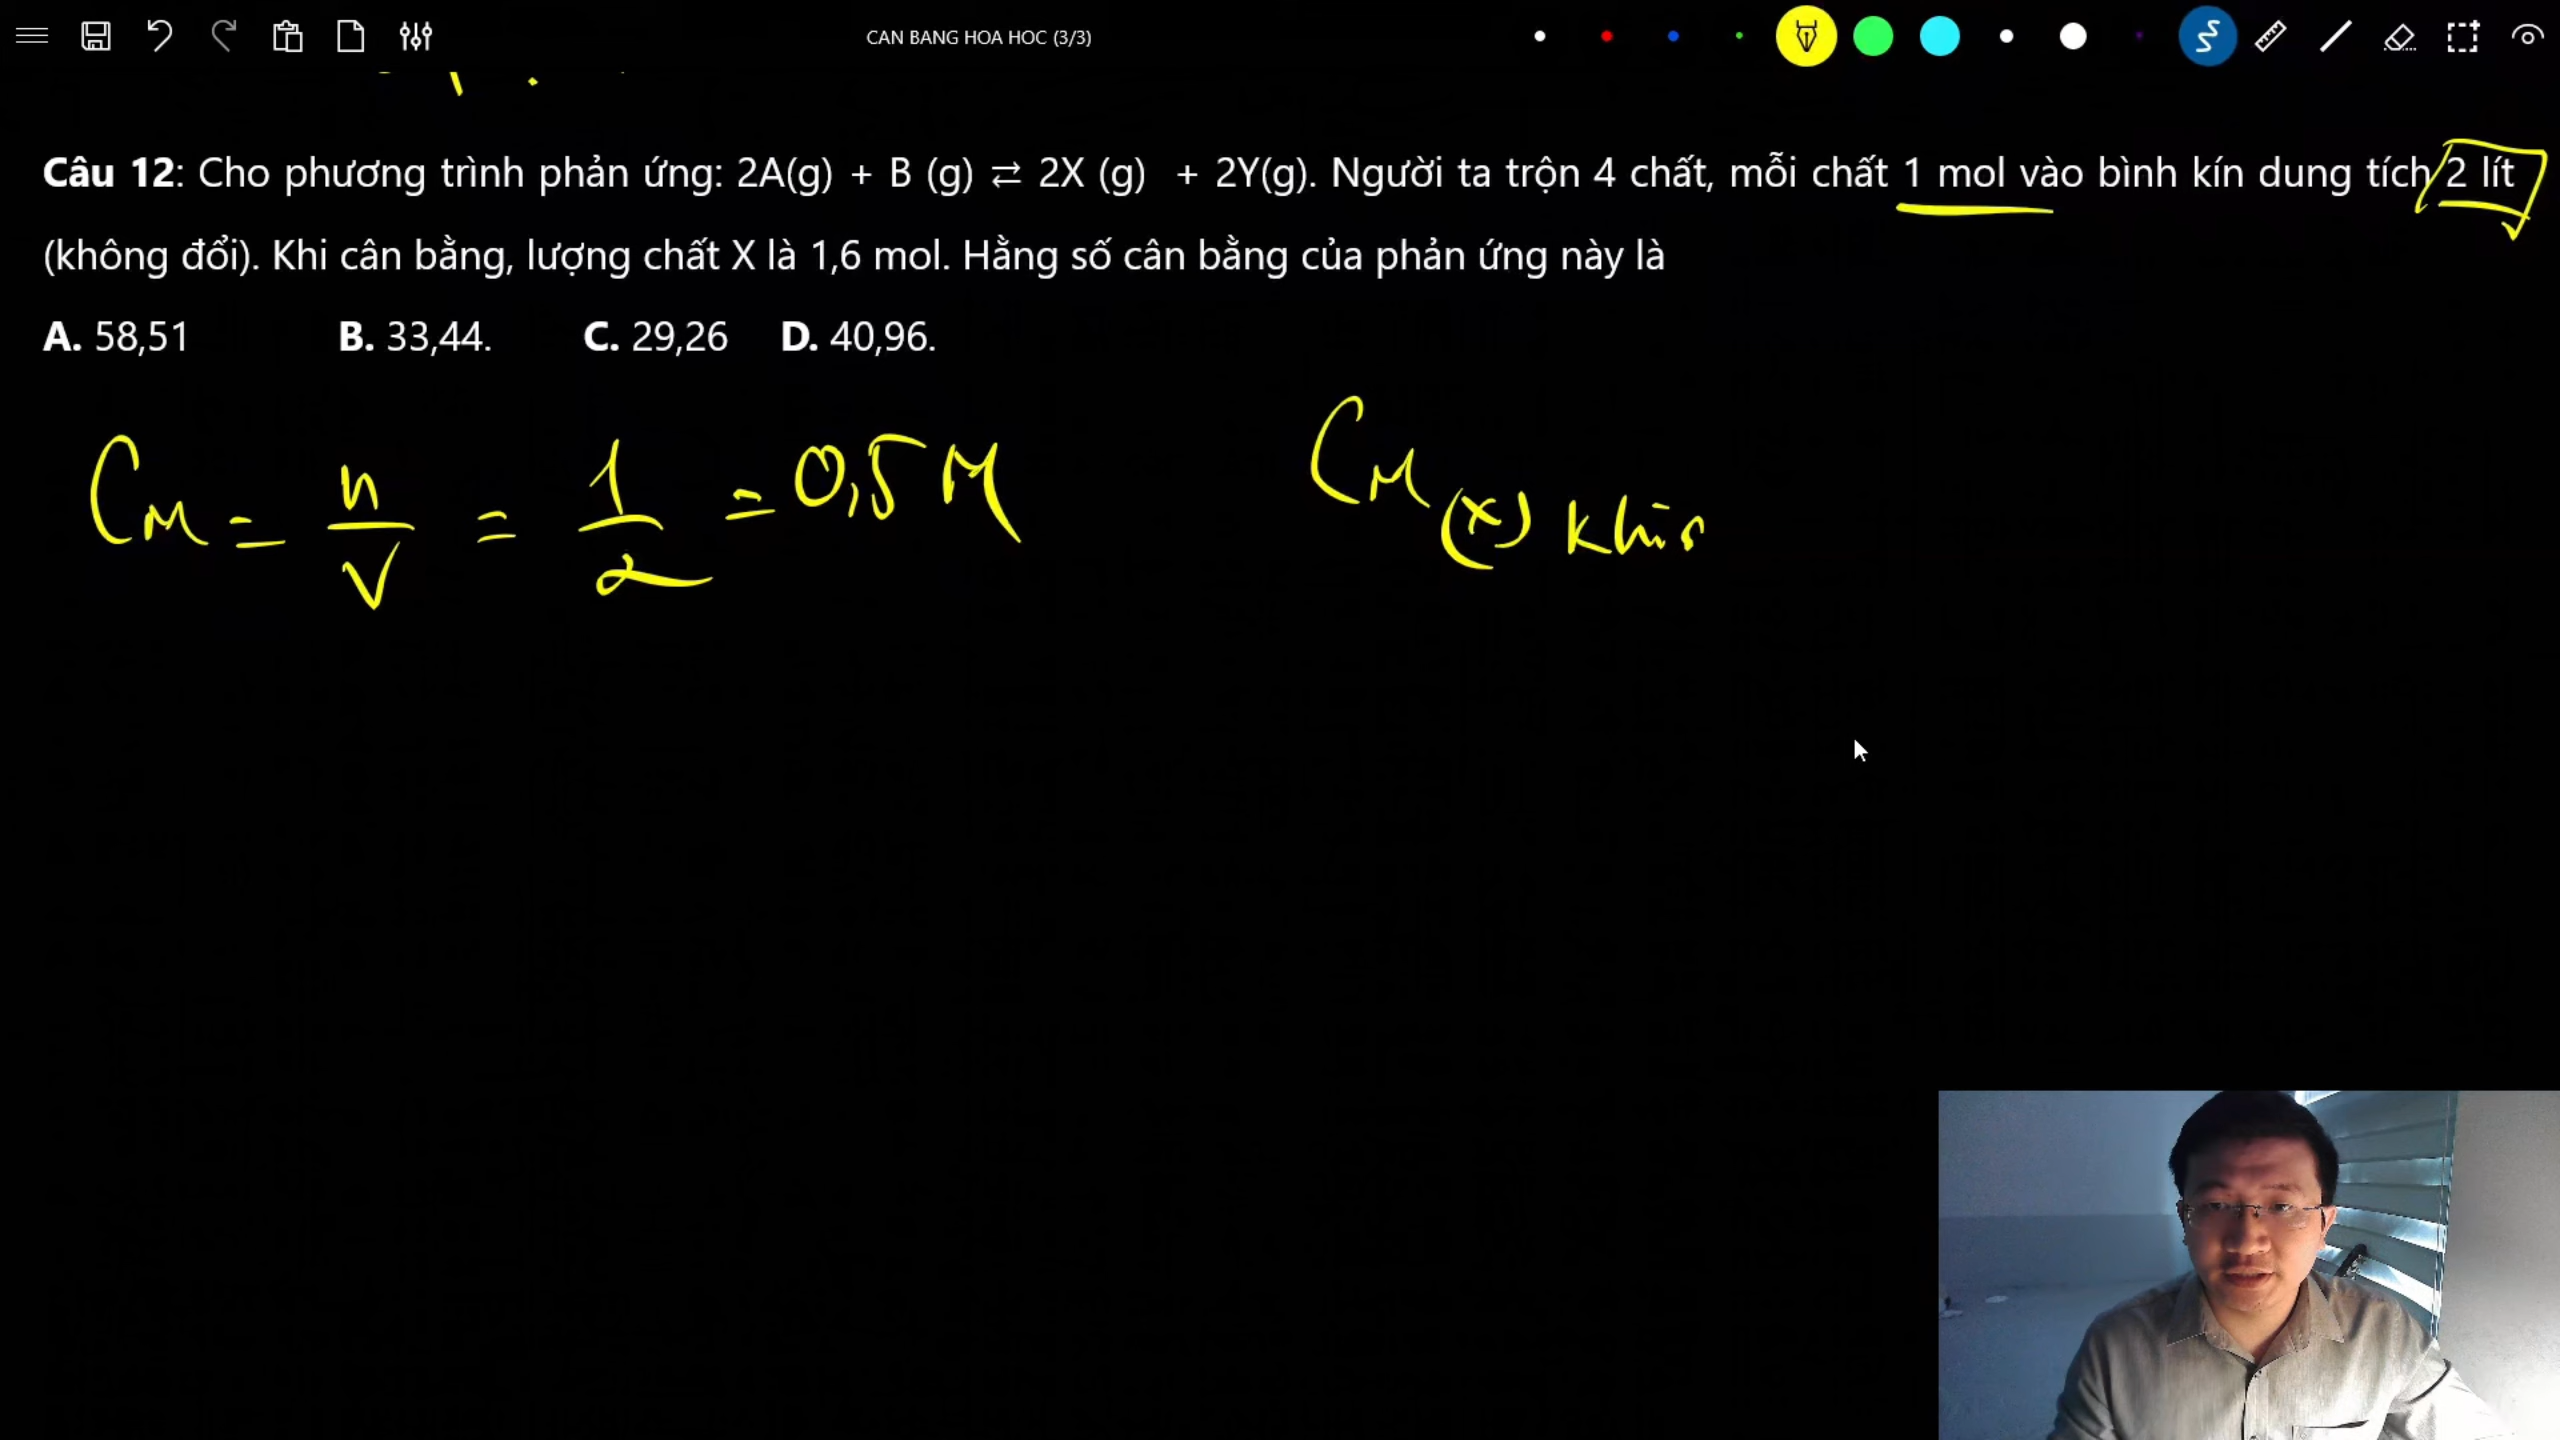 CAN BANG HOA HOC (3/3)
Câu 12: Cho phương trình phản ứng: 2A(g) + B (g) ⇄ 2X (g) + 2Y(g). Người ta trộn 4 chất, mỗi chất 1 mol vào bình kín dung tích 2 lít
(không đổi). Khi cân bằng, lượng chất X là 1,6 mol. Hằng số cân bằng của phản ứng này là
A. 58,51 B. 33,44. C. 29,26 D. 40,96.
CM = n/V = 1/2 = 0,5 M CM (X)